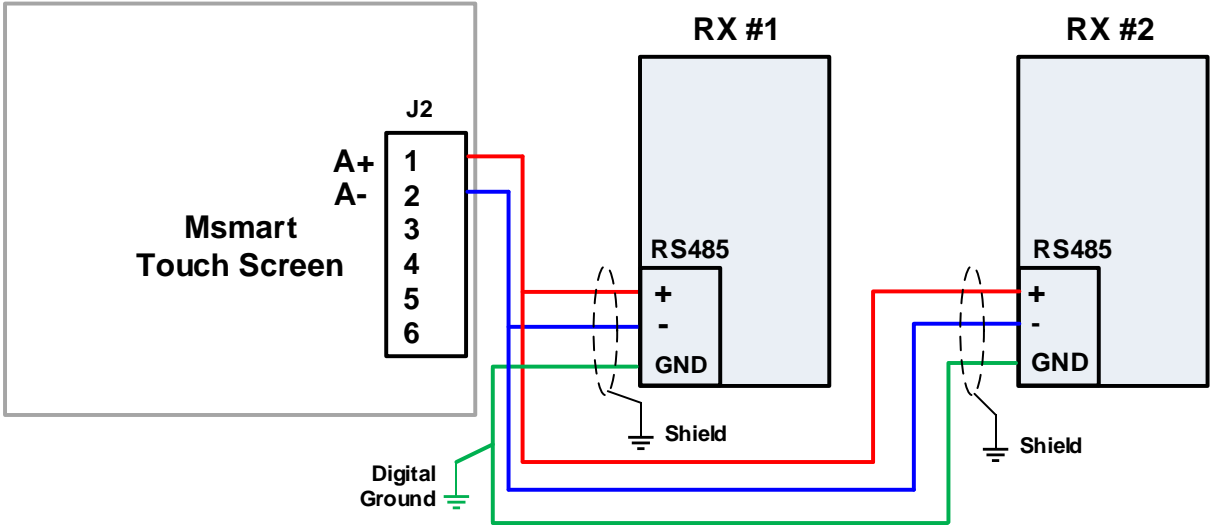 RX #1
RX #2
J2
A+
1
A-
2
3
4
5
6
Msmart
Touch Screen
RS485
+
-
GND
RS485
+
-
GND
Shield
Shield
Digital
Ground